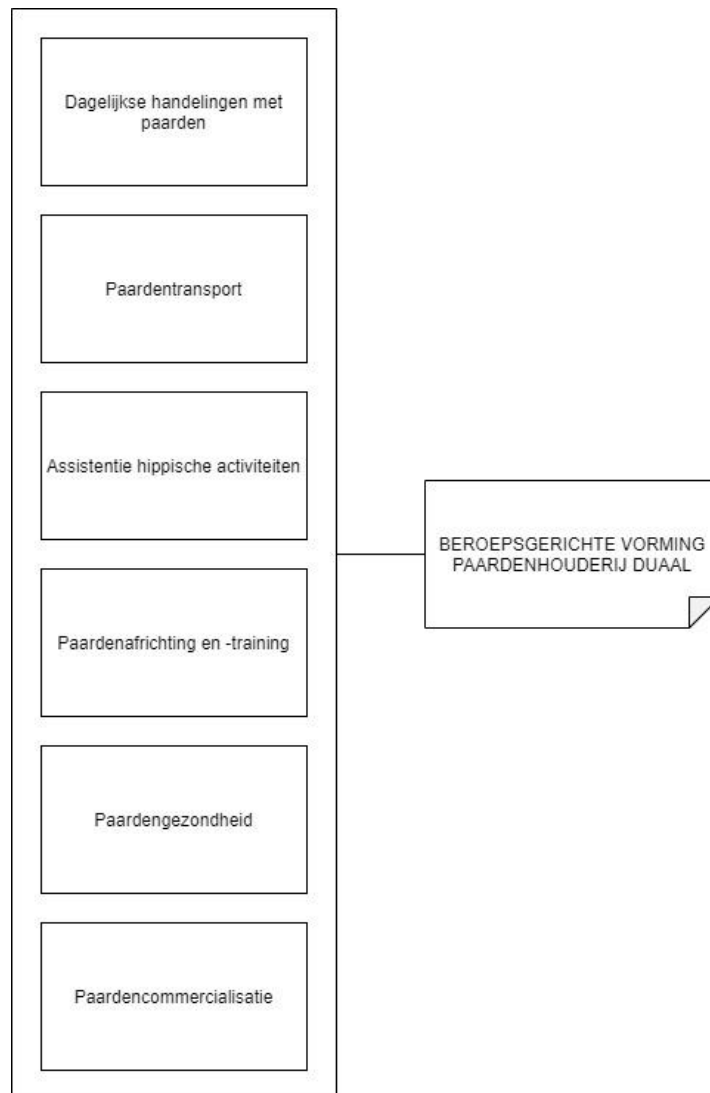 Dagelijkse handelingen met
paarden
Paardentransport
Assistentie hippische activiteiten
BEROEPSGERICHTE VORMING
PAARDENHOUDERIJ DUAAL
Paardenafrichting en -training
Paardengezondheid
Paardencommercialisatie